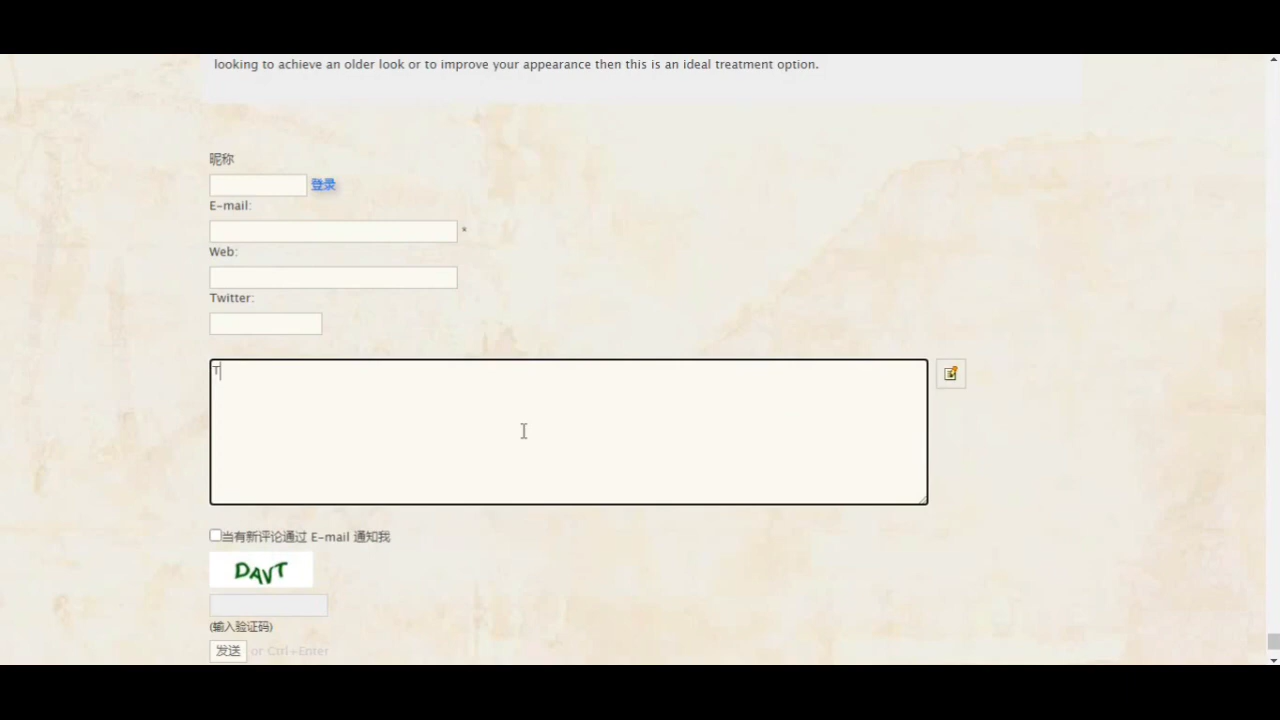 looking to achieve an older look or to improve your appearance then this is an ideal treatment option.
昵称
登录
E-mail:
*
Web:
Twitter:
T
当有新评论通过 E-mail 通知我
DAVT
(输入验证码)
发送 or Ctrl+Enter